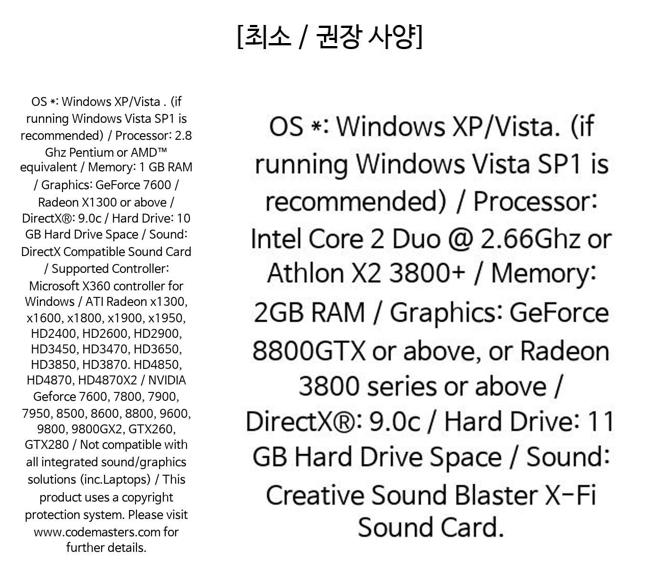 [최소 / 권장 사양]
OS *: Windows XP/Vista . (if
running Windows Vista SP1 is
recommended) / Processor: 2.8
Ghz Pentium or AMD™
equivalent / Memory: 1 GB RAM
/ Graphics: GeForce 7600 /
Radeon X1300 or above /
DirectX®: 9.0c / Hard Drive: 10
GB Hard Drive Space / Sound:
DirectX Compatible Sound Card
/ Supported Controller:
Microsoft X360 controller for
Windows / ATI Radeon x1300,
x1600, x1800, x1900, x1950,
HD2400, HD2600, HD2900,
HD3450, HD3470, HD3650,
HD3850, HD3870. HD4850,
HD4870, HD4870X2 / NVIDIA
Geforce 7600, 7800, 7900,
7950, 8500, 8600, 8800, 9600,
9800, 9800GX2, GTX260,
GTX280 / Not compatible with
all integrated sound/graphics
solutions (inc.Laptops) / This
product uses a copyright
protection system. Please visit
www.codemasters.com for
further details.
OS *: Windows XP/Vista. (if
running Windows Vista SP1 is
recommended) / Processor:
Intel Core 2 Duo @ 2.66Ghz or
Athlon X2 3800+ / Memory:
2GB RAM / Graphics: GeForce
8800GTX or above, or Radeon
3800 series or above /
DirectX®: 9.0c / Hard Drive: 11
GB Hard Drive Space / Sound:
Creative Sound Blaster X-Fi
Sound Card.